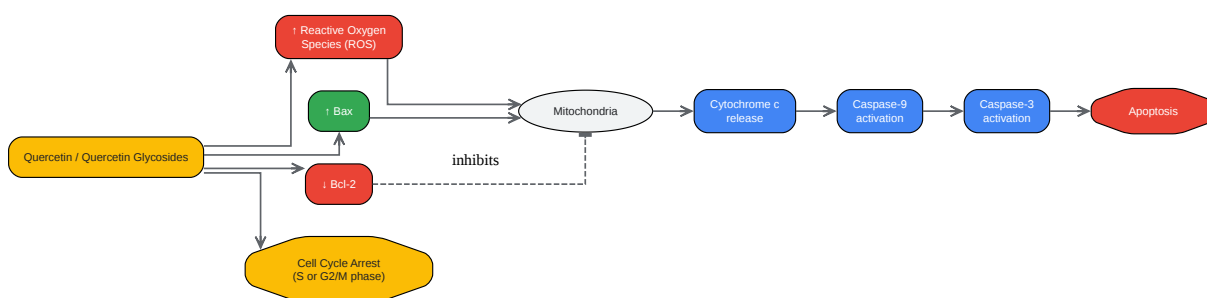 ↑ Reactive Oxygen
Species (ROS)
↑ Bax
Mitochondria
Cytochrome c
release
Caspase-9
activation
Caspase-3
activation
Apoptosis
Quercetin / Quercetin Glycosides
inhibits
↓ Bcl-2
Cell Cycle Arrest
(S or G2/M phase)